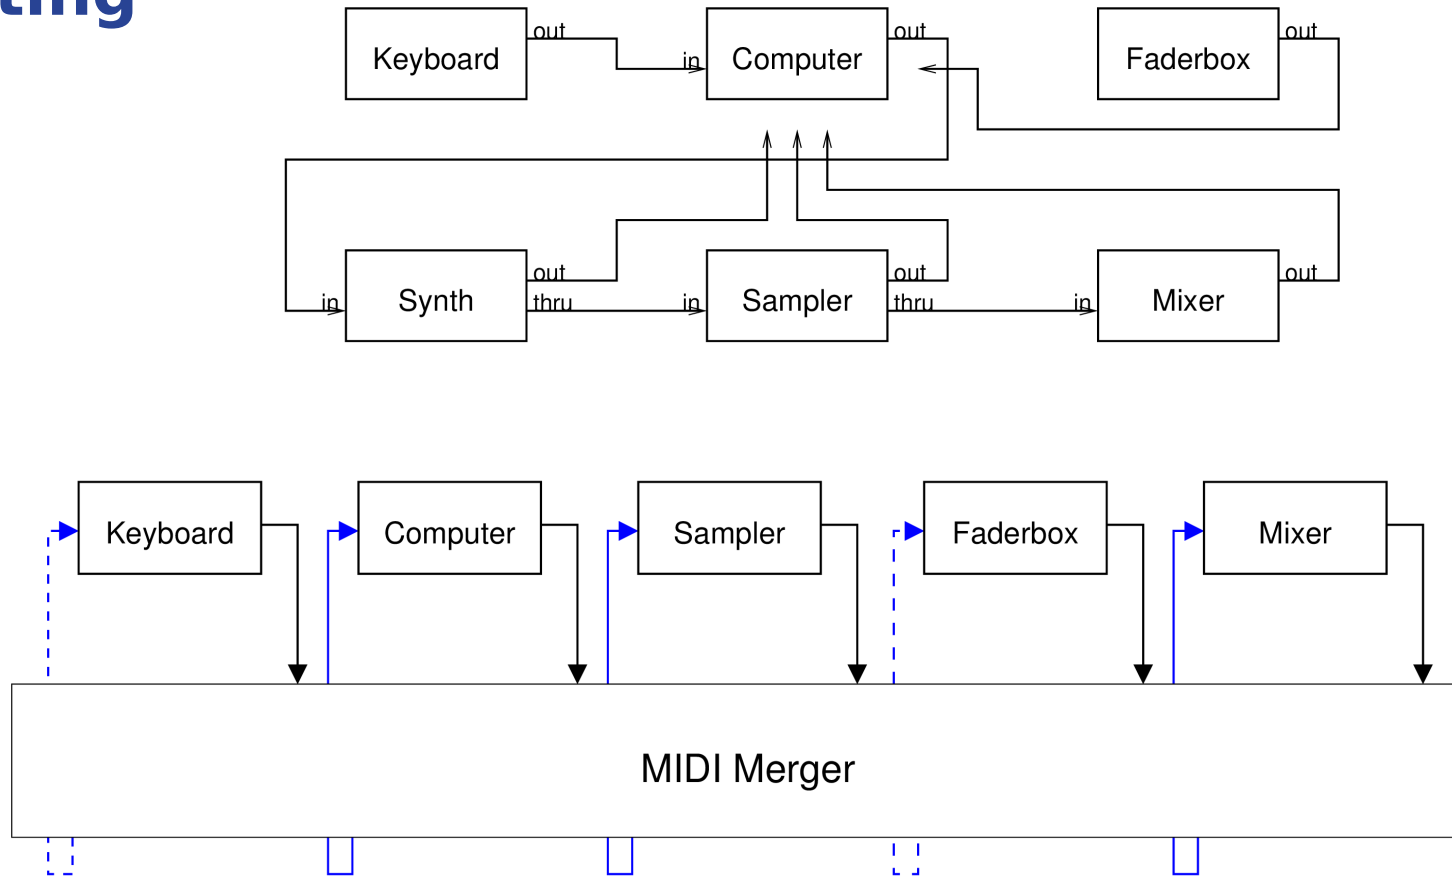 ting
out
out
out
Keyboard
in
Computer
Faderbox
out
out
out
in
Synth
thru
in
Sampler
thru
in
Mixer
Keyboard
Computer
Sampler
Faderbox
Mixer
MIDI Merger